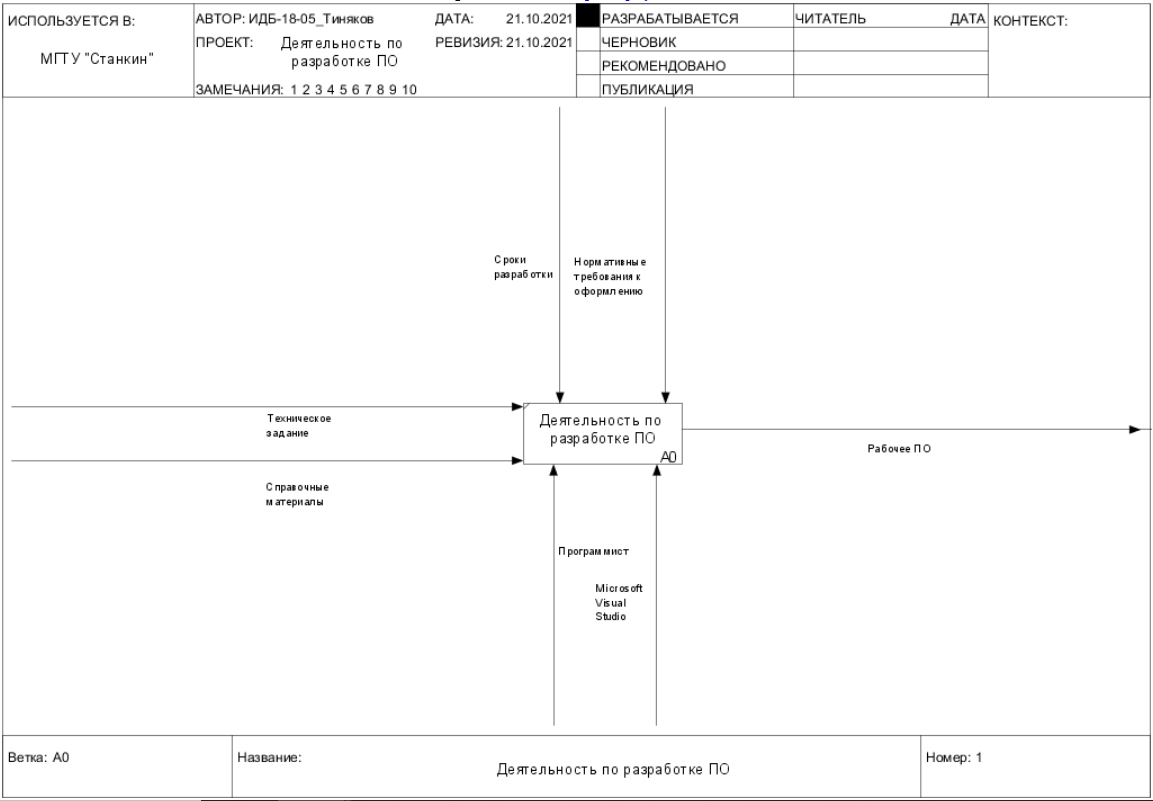 ИСПОЛЬЗУЕТСЯ В:
МГТУ "Станкин"
АВТОР: ИДБ-18-05_Тиняков
ДАТА: 21.10.2021
ПРОЕКТ: Деятельность по
разработке ПО
РЕВИЗИЯ: 21.10.2021
ЗАМЕЧАНИЯ: 1 2 3 4 5 6 7 8 9 10
РАЗРАБАТЫВАЕТСЯ
ЧЕРНОВИК
РЕКОМЕНДОВАНО
ПУБЛИКАЦИЯ
ЧИТАТЕЛЬ ДАТА
КОНТЕКСТ:
Сроки
разработки
Нормативные
требования к
оформлению
Техническое
задание
Справочные
материалы
Деятельность по
разработке ПО
A0
Рабочее ПО
Программист
Microsoft
Visual
Studio
Ветка: A0
Название:
Деятельность по разработке ПО
Номер: 1